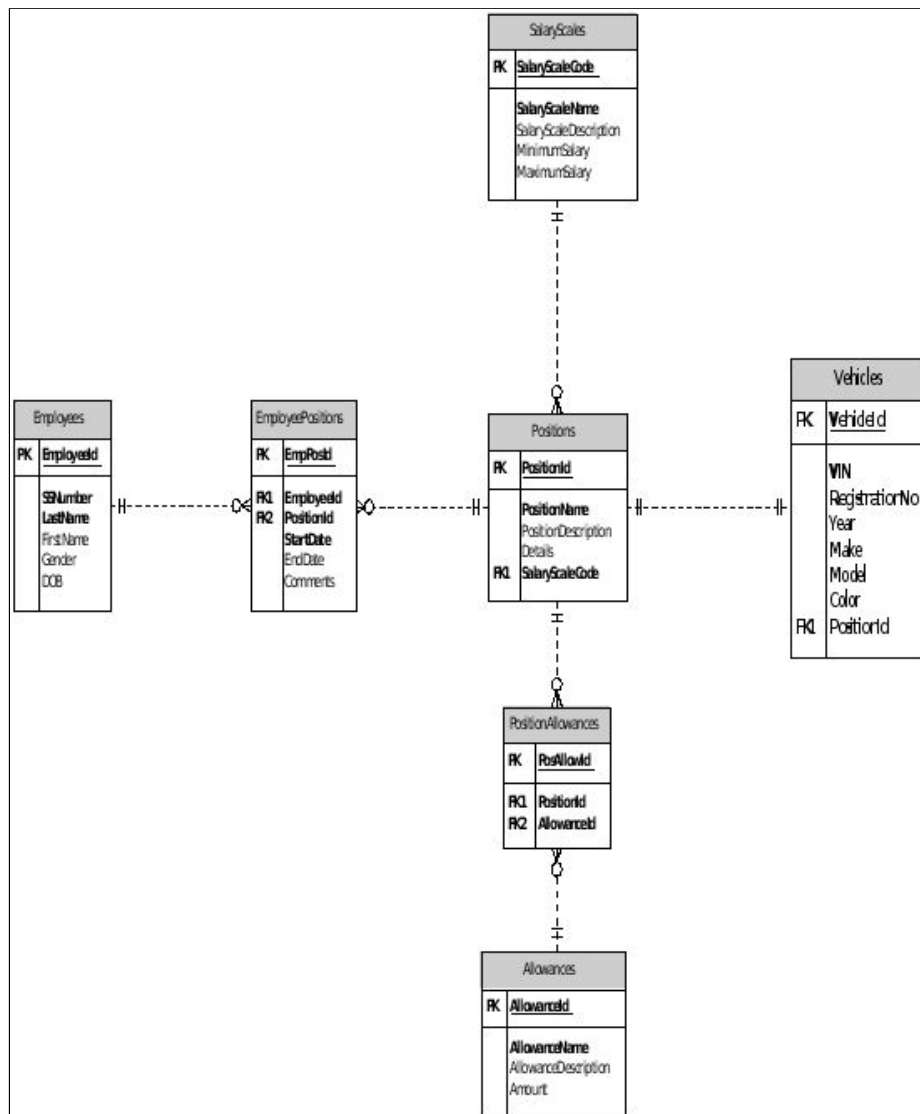 SalaryScales
PK SalaryScaleCode
SalaryScaleName
SalaryScaleDescription
MinimumSalary
MaximumSalary
Employees
PK EmployeeId
SSNumber
LastName
FirstName
Gender
DOB
EmployeePositions
PK EmpPosId
FK1 EmployeeId
FK2 PositionId
StartDate
EndDate
Comments
Positions
PK PositionId
PositionName
PositionDescription
Details
FK1 SalaryScaleCode
Vehicles
PK VehicleId
VIN
RegistrationNo
Year
Make
Model
Color
FK1 PositionId
PositionAllowances
PK PosAllowId
FK1 PositionId
FK2 AllowanceId
Allowances
PK AllowanceId
AllowanceName
AllowanceDescription
Amount